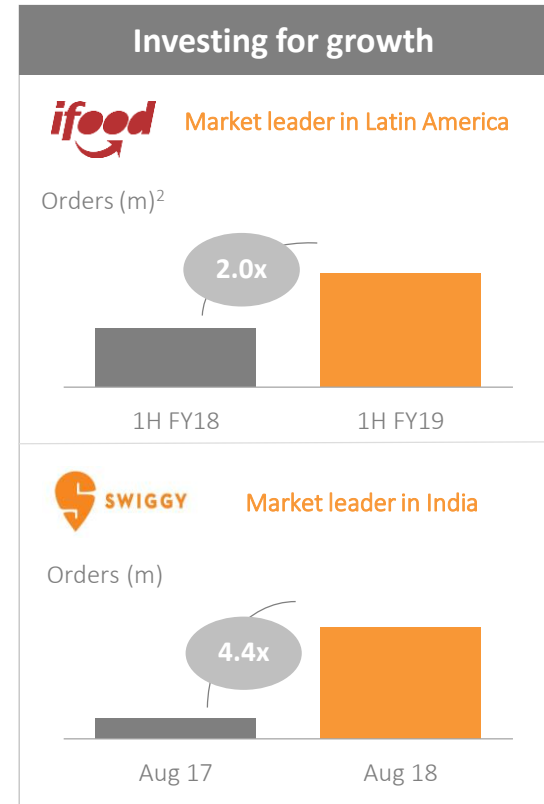 Investing for growth
ifood Market leader in Latin America
Orders (m)²
2.0x
1H FY18 1H FY19
SWIGGY Market leader in India
Orders (m)
4.4x
Aug 17 Aug 18